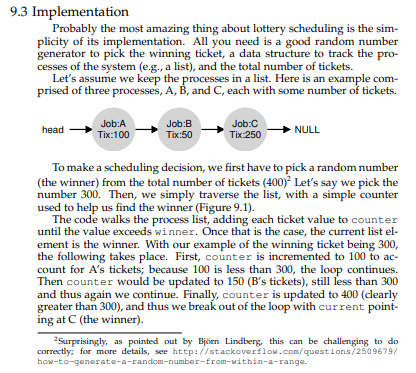 9.3 Implementation
Probably the most amazing thing about lottery scheduling is the sim-
plicity of its implementation. All you need is a good random number
generator to pick the winning ticket, a data structure to track the pro-
cesses of the system (e.g., a list), and the total number of tickets.
Let's assume we keep the processes in a list. Here is an example com-
prised of three processes, A, B, and C, each with some number of tickets.
head Job:A Job:B Job:C NULL
Tix:100 Tix:50 Tix:250
To make a scheduling decision, we first have to pick a random number
(the winner) from the total number of tickets (400)² Let's say we pick the
number 300. Then, we simply traverse the list, with a simple counter
used to help us find the winner (Figure 9.1).
The code walks the process list, adding each ticket value to counter
until the value exceeds winner. Once that is the case, the current list el-
ement is the winner. With our example of the winning ticket being 300,
the following takes place. First, counter is incremented to 100 to ac-
count for A's tickets; because 100 is less than 300, the loop continues.
Then counter would be updated to 150 (B's tickets), still less than 300
and thus again we continue. Finally, counter is updated to 400 (clearly
greater than 300), and thus we break out of the loop with current point-
ing at C (the winner).
²Surprisingly, as pointed out by Björn Lindberg, this can be challenging to do
correctly; for more details, see http://stackoverflow.com/questions/2509679/
how-to-generate-a-random-number-from-within-a-range.